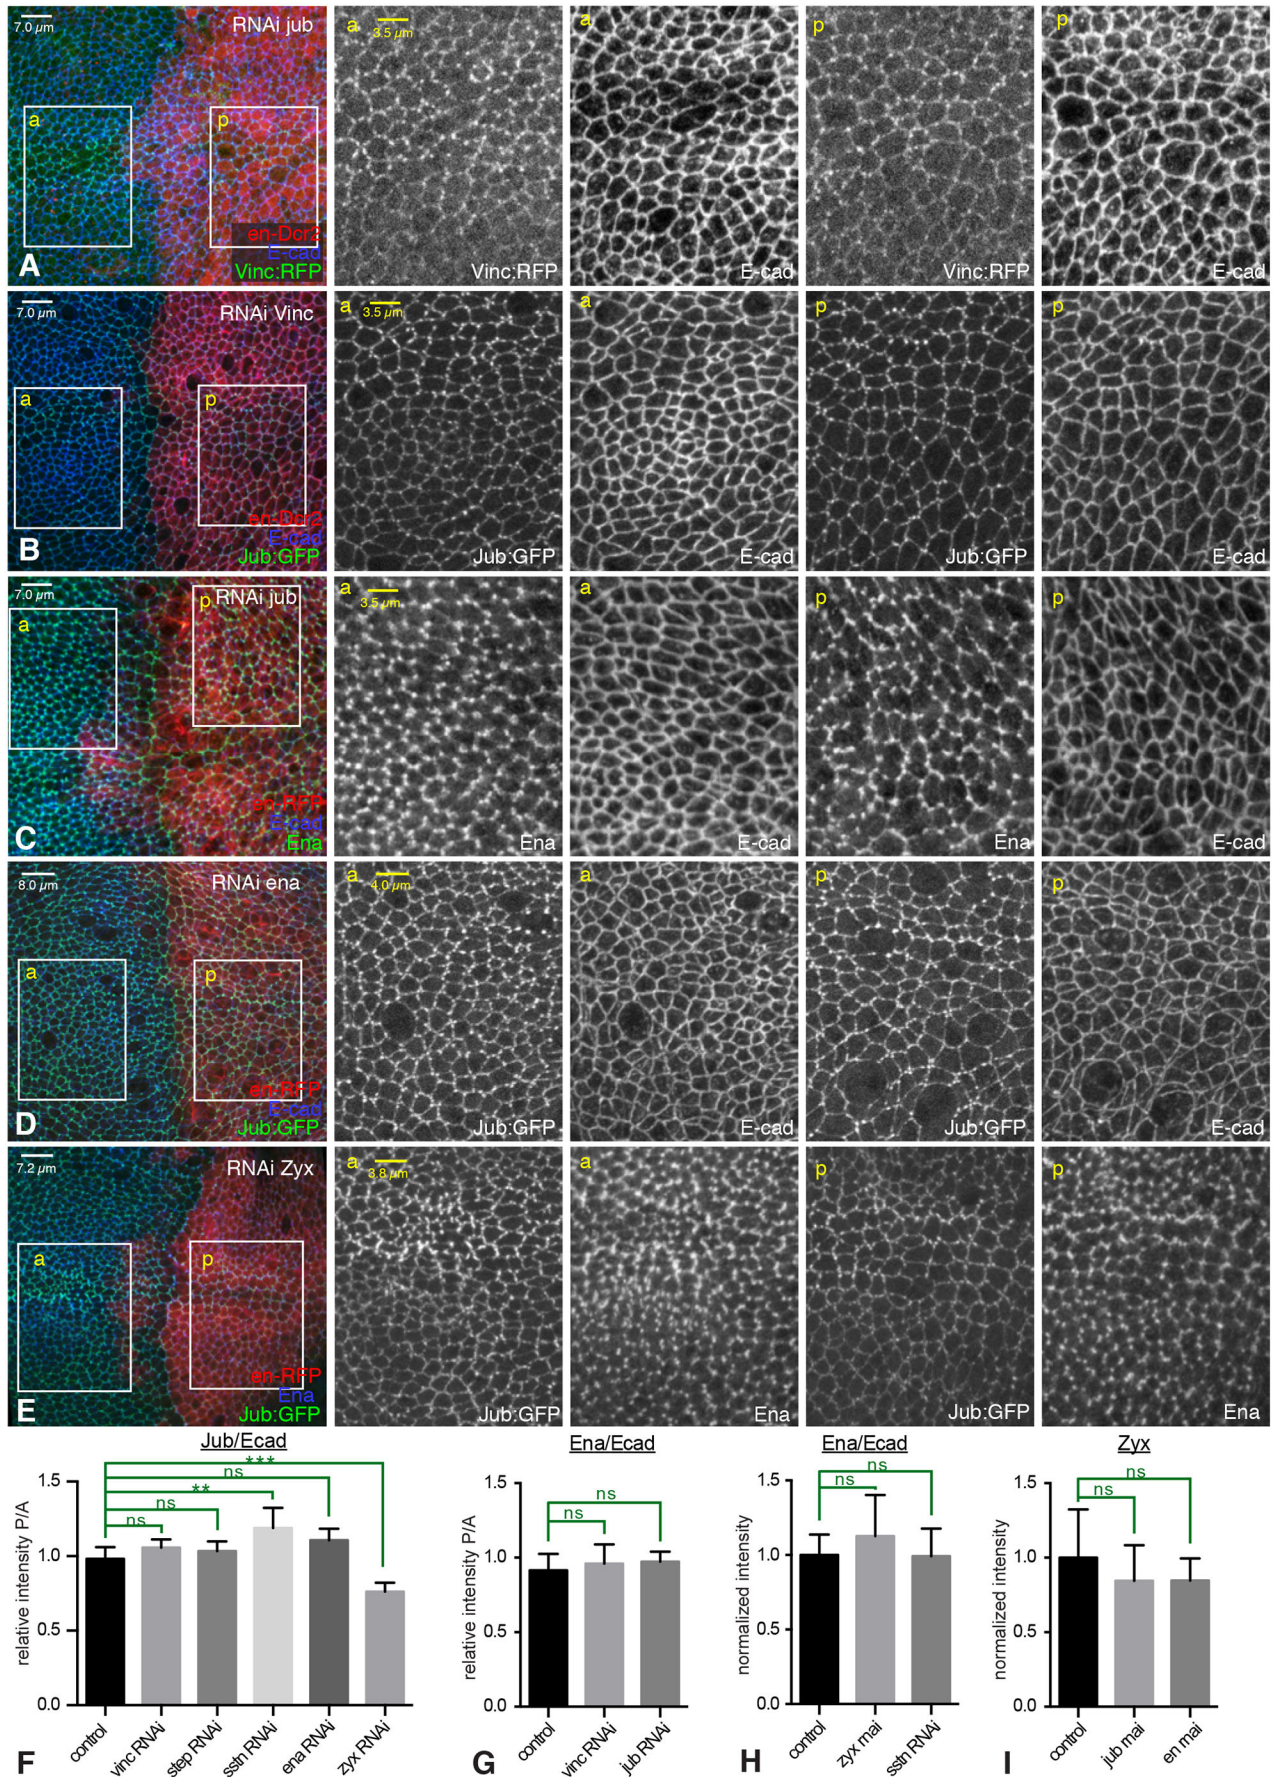 7.0 µm
RNAi jub
a
p
en-Dcr2
E-cad
Vinc:RFP
A
a
3.5 µm
Vinc:RFP
a
E-cad
p
Vinc:RFP
p
E-cad
7.0 µm
RNAi Vinc
a
p
en-Dcr2
E-cad
Jub:GFP
B
a
3.5 µm
Jub:GFP
a
E-cad
p
Jub:GFP
p
E-cad
7.0 µm
RNAi jub
a
p
en-RFP
E-cad
Ena
C
a
3.5 µm
Ena
a
E-cad
p
Ena
p
E-cad
8.0 µm
RNAi ena
a
p
en-RFP
E-cad
Jub:GFP
D
a
4.0 µm
Jub:GFP
a
E-cad
p
Jub:GFP
p
E-cad
7.2 µm
RNAi Zyx
a
p
en-RFP
Ena
Jub:GFP
E
a
3.8 µm
Jub:GFP
a
Ena
p
Jub:GFP
p
Ena
Jub/Ecad
***
ns
**
ns
ns
1.5
1.0
0.5
0.0
relative intensity P/A
control
vinc RNAi
step RNAi
sstn RNAi
ena RNAi
zyx RNAi
F
Ena/Ecad
ns
ns
1.5
1.0
0.5
0.0
relative intensity P/A
control
vinc RNAi
jub RNAi
G
Ena/Ecad
ns
ns
1.5
1.0
0.5
0.0
normalized intensity
control
zyx rnai
sstn RNAi
H
Zyx
ns
ns
1.5
1.0
0.5
0.0
normalized intensity
control
jub rnai
en rnai
I